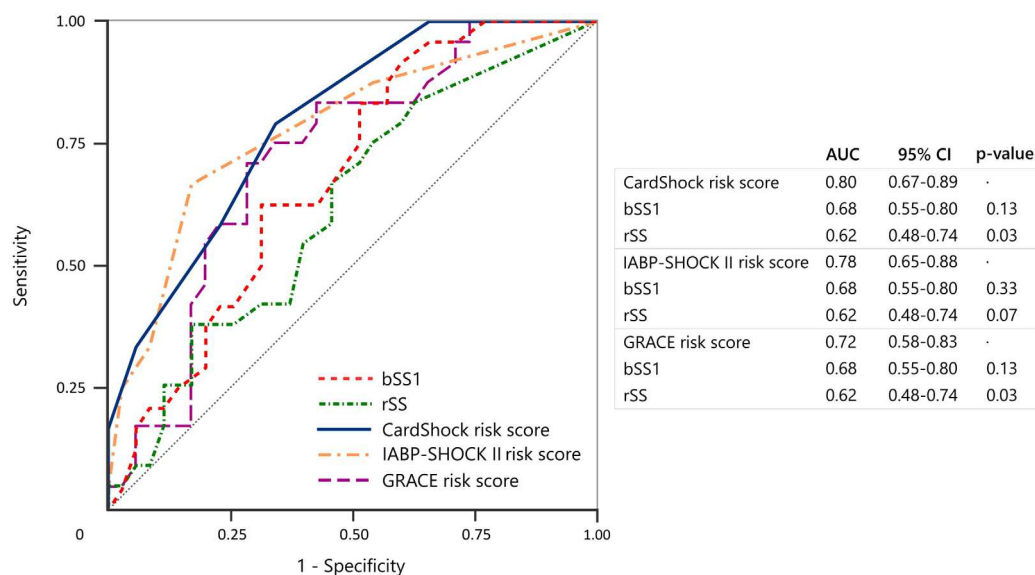 1.00
0.75
0.50
0.25
Sensitivity
bSS1
rSS
CardShock risk score
IABP-SHOCK II risk score
GRACE risk score
0 0.25 0.50 0.75 1.00
1 - Specificity
AUC 95% CI p-value
CardShock risk score 0.80 0.67-0.89 .
bSS1 0.68 0.55-0.80 0.13
rSS 0.62 0.48-0.74 0.03
IABP-SHOCK II risk score 0.78 0.65-0.88 .
bSS1 0.68 0.55-0.80 0.33
rSS 0.62 0.48-0.74 0.07
GRACE risk score 0.72 0.58-0.83 .
bSS1 0.68 0.55-0.80 0.13
rSS 0.62 0.48-0.74 0.03